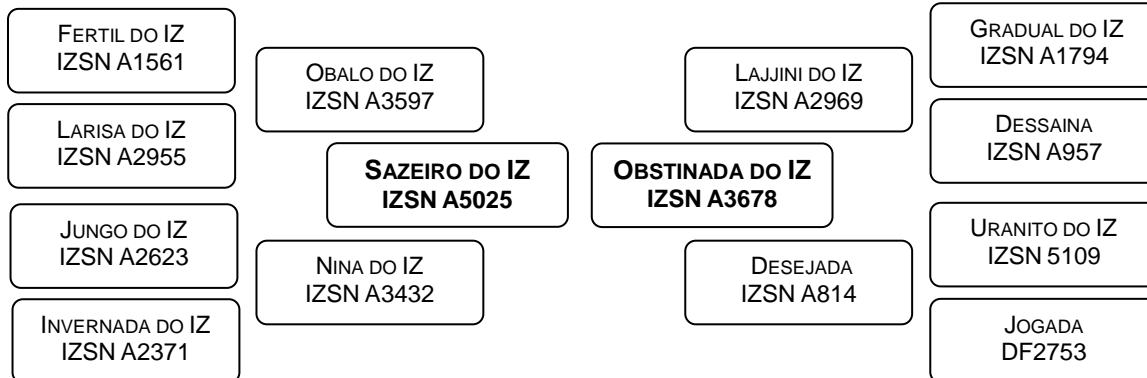 Fertil do IZ
IZSN A1561
Larisa do IZ
IZSN A2955
Jungo do IZ
IZSN A2623
Invernada do IZ
IZSN A2371
Obalo do IZ
IZSN A3597
Nina do IZ
IZSN A3432
Sazeiro do IZ
IZSN A5025
Obstinada do IZ
IZSN A3678
Lajjini do IZ
IZSN A2969
Desejada
IZSN A814
Gradual do IZ
IZSN A1794
Dessaina
IZSN A957
Uranito do IZ
IZSN 5109
Jogada
DF2753